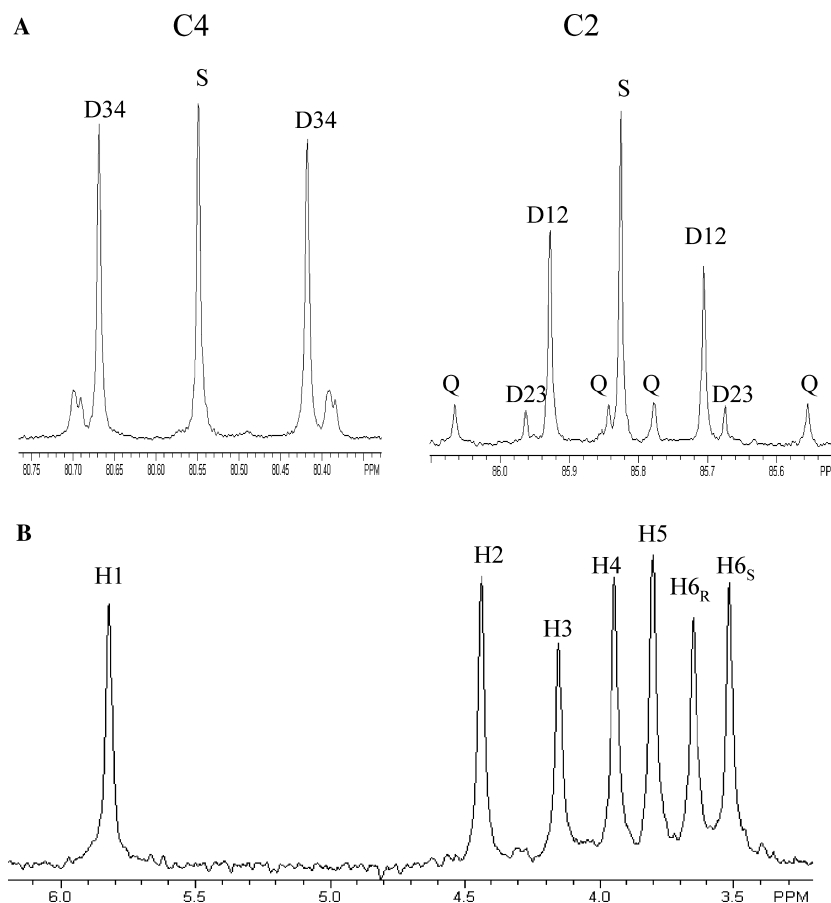 A
C4
C2
S
D34
D34
S
D12
D12
Q
D23
Q
Q
D23
Q
80.75 80.70 80.65 80.60 80.55 80.50 80.45 80.40 PPM
86.0 85.9 85.8 85.7 85.6 PP
B
H1
H2
H3
H4
H5
H6R
H6S
6.0 5.5 5.0 4.5 4.0 3.5 PPM